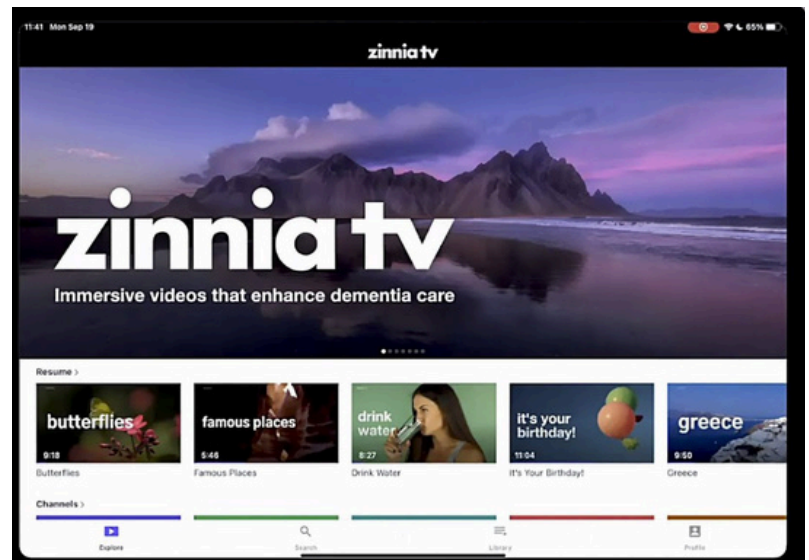 11:41 Mon Sep 19
65%
zinnia tv
zinnia tv
Immersive videos that enhance dementia care
Resume >
butterflies
9:18
famous places
5:46
drink
water
8:27
it's your
birthday!
11:04
greece
9:50
Butterflies
Famous Places
Drink Water
It's Your Birthday!
Greece
Channels >
Explore
Search
Library
Profile